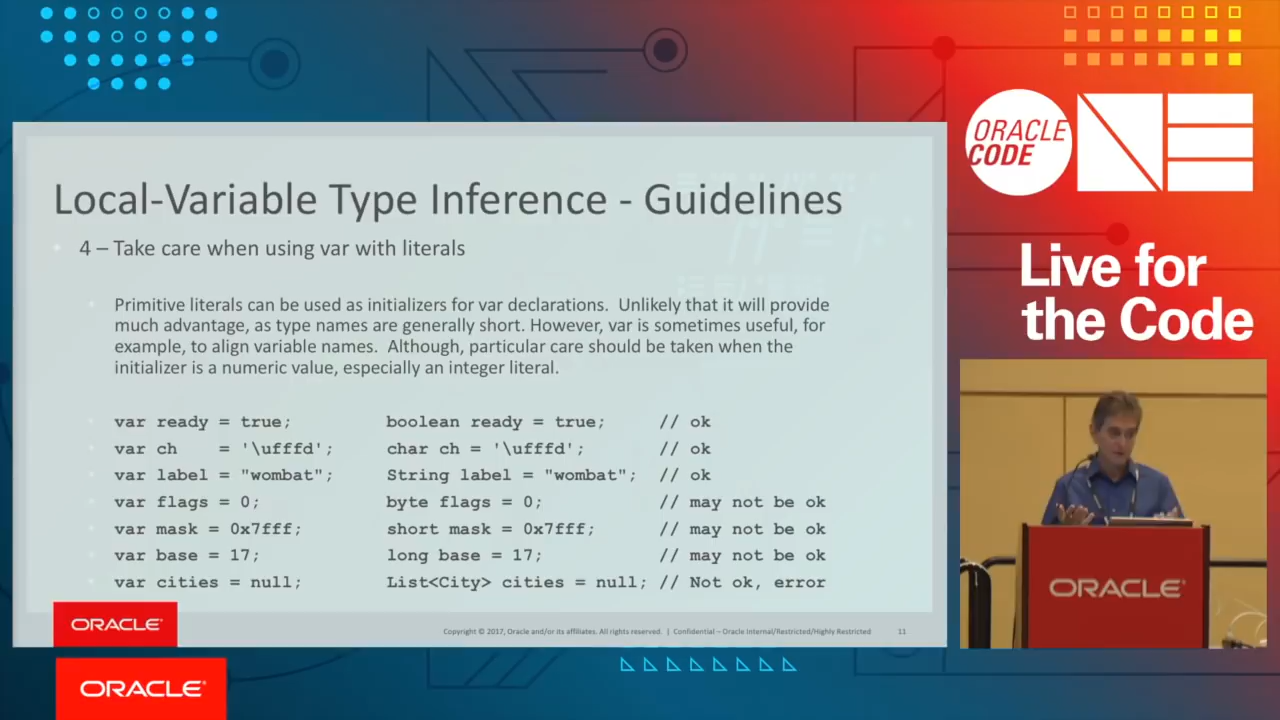 Local-Variable Type Inference - Guidelines
4 – Take care when using var with literals
Primitive literals can be used as initializers for var declarations. Unlikely that it will provide
much advantage, as type names are generally short. However, var is sometimes useful, for
example, to align variable names. Although, particular care should be taken when the
initializer is a numeric value, especially an integer literal.
var ready = true; boolean ready = true; // ok
var ch = '\ufffd'; char ch = '\ufffd'; // ok
var label = "wombat"; String label = "wombat"; // ok
var flags = 0; byte flags = 0; // may not be ok
var mask = 0x7fff; short mask = 0x7fff; // may not be ok
var base = 17; long base = 17; // may not be ok
var cities = null; List<City> cities = null; // Not ok, error
ORACLE
Copyright © 2017, Oracle and/or its affiliates. All rights reserved. | Confidential – Oracle Internal/Restricted/Highly Restricted 11
ORACLE
ORACLE
CODE
ONE
Live for
the Code
ORACLE